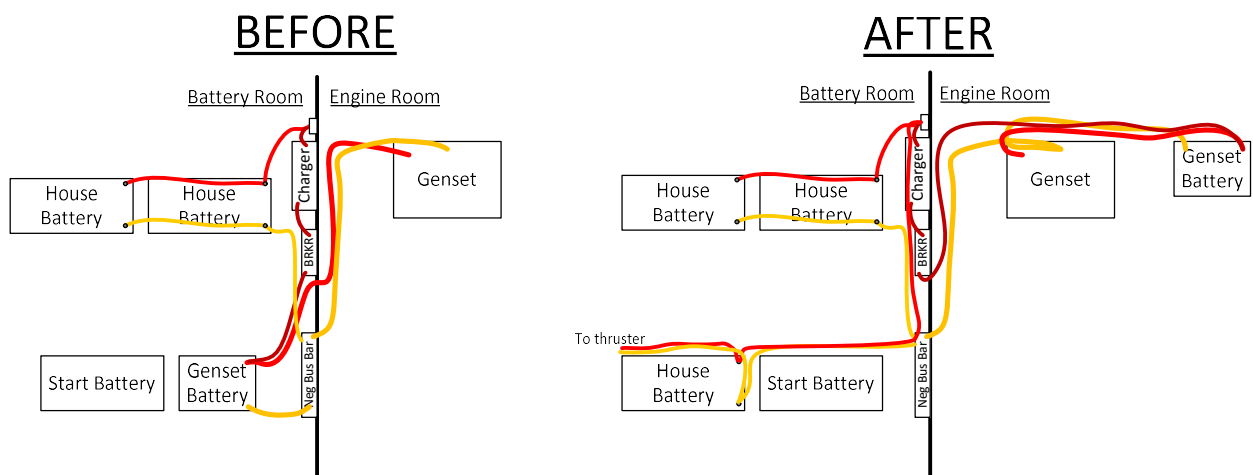 BEFORE
Battery Room
Engine Room
Charger
House
Battery
House
Battery
Genset
BRKR
Start Battery
Genset
Battery
Neg Bus Bar
AFTER
Battery Room
Engine Room
Charger
House
Battery
House
Battery
Genset
Genset
Battery
BRKR
To thruster
House
Battery
Start Battery
Neg Bus Bar